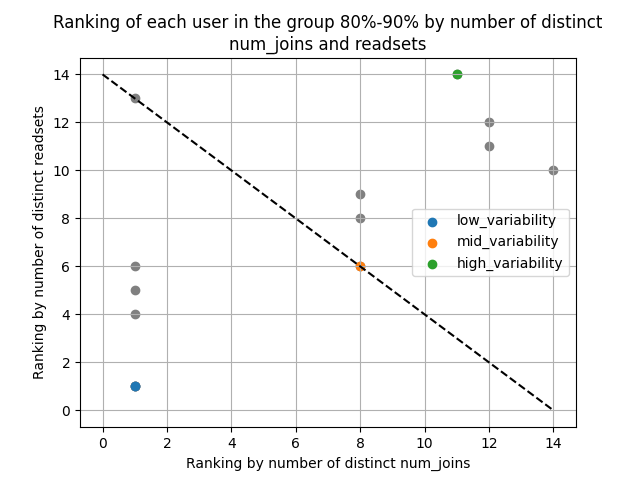 Ranking of each user in the group 80%-90% by number of distinct
num_joins and readsets
14
12
10
8
6
4
2
0
Ranking by number of distinct readsets
low_variability
mid_variability
high_variability
0 2 4 6 8 10 12 14
Ranking by number of distinct num_joins